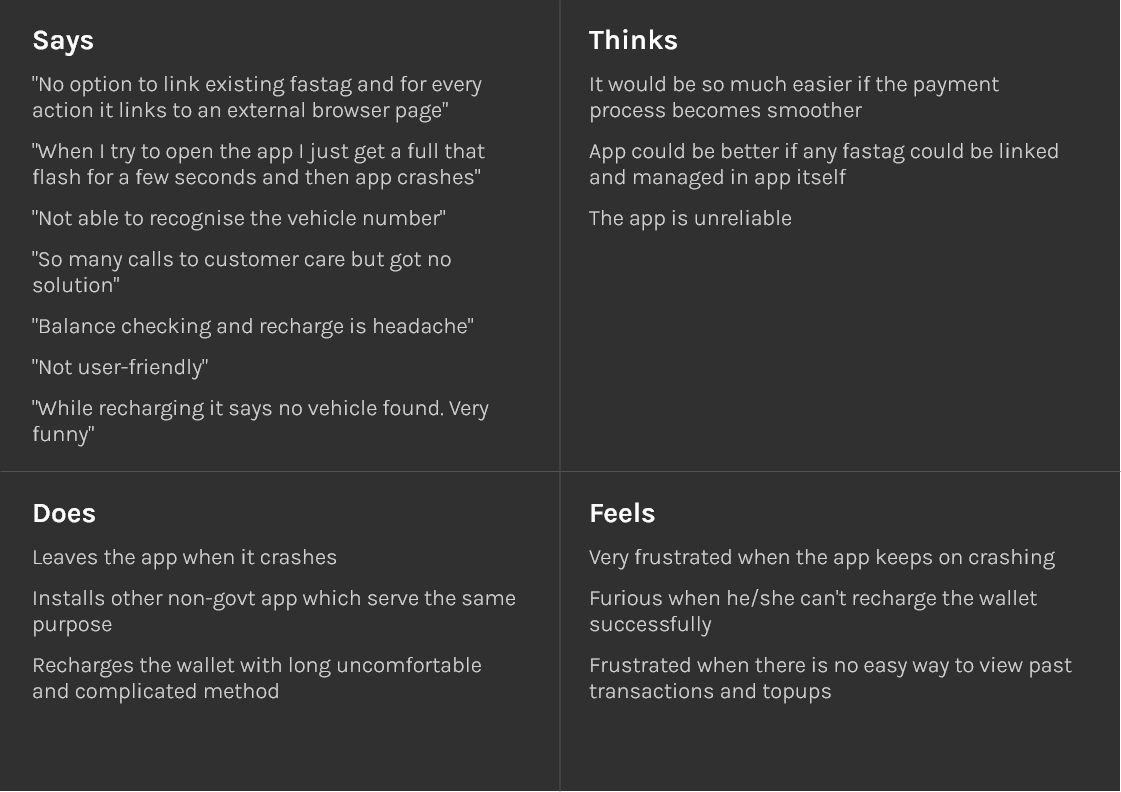 Says
"No option to link existing fastag and for every
action it links to an external browser page"
"When I try to open the app I just get a full that
flash for a few seconds and then app crashes"
"Not able to recognise the vehicle number"
"So many calls to customer care but got no
solution"
"Balance checking and recharge is headache"
"Not user-friendly"
"While recharging it says no vehicle found. Very
funny"
Thinks
It would be so much easier if the payment
process becomes smoother
App could be better if any fastag could be linked
and managed in app itself
The app is unreliable
Does
Leaves the app when it crashes
Installs other non-govt app which serve the same
purpose
Recharges the wallet with long uncomfortable
and complicated method
Feels
Very frustrated when the app keeps on crashing
Furious when he/she can't recharge the wallet
successfully
Frustrated when there is no easy way to view past
transactions and topups